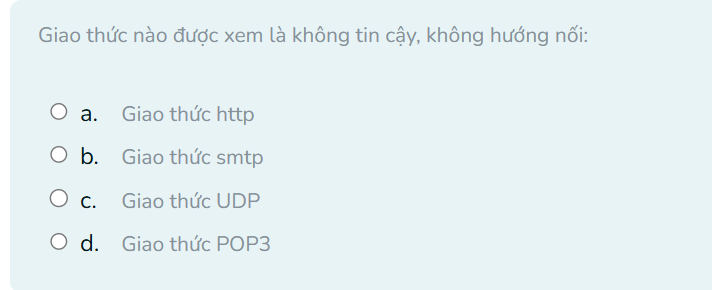 Giao thức nào được xem là không tin cậy, không hướng nối:
a. Giao thức http
b. Giao thức smtp
c. Giao thức UDP
d. Giao thức POP3